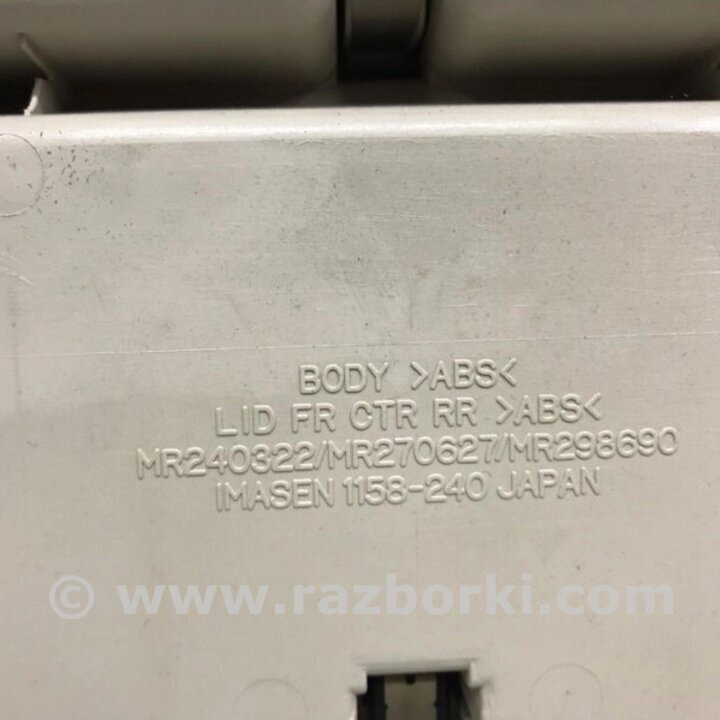 BODY >ABS<
LID FR CTR RR >ABS<
MR240322/MR270627/MR298690
IMASEN 1158-240 JAPAN
© www.razborki.com